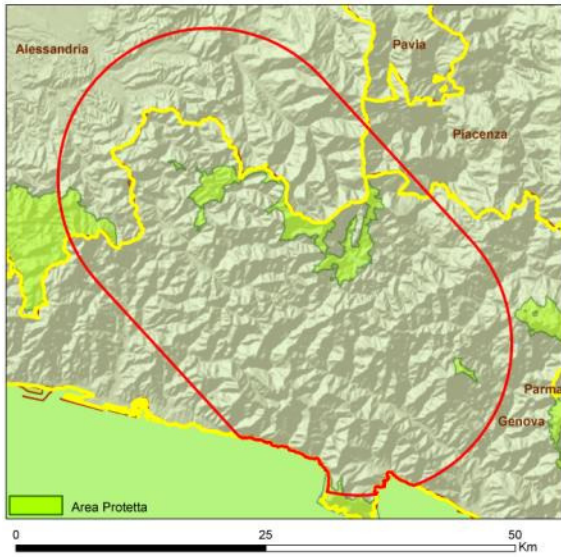 Alessandria
Pavia
Piacenza
Parma
Genova
Area Protetta
0 25 50
Km